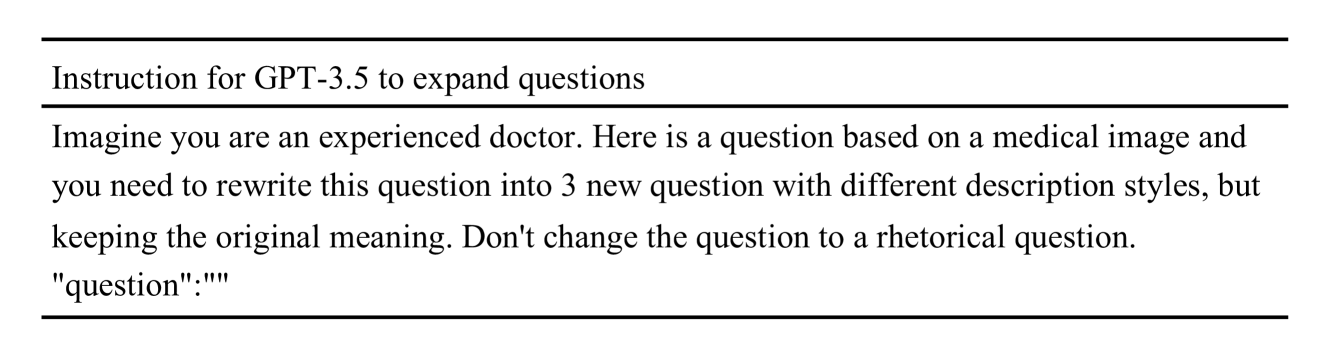 Instruction for GPT-3.5 to expand questions
Imagine you are an experienced doctor. Here is a question based on a medical image and
you need to rewrite this question into 3 new question with different description styles, but
keeping the original meaning. Don't change the question to a rhetorical question.
"question":""